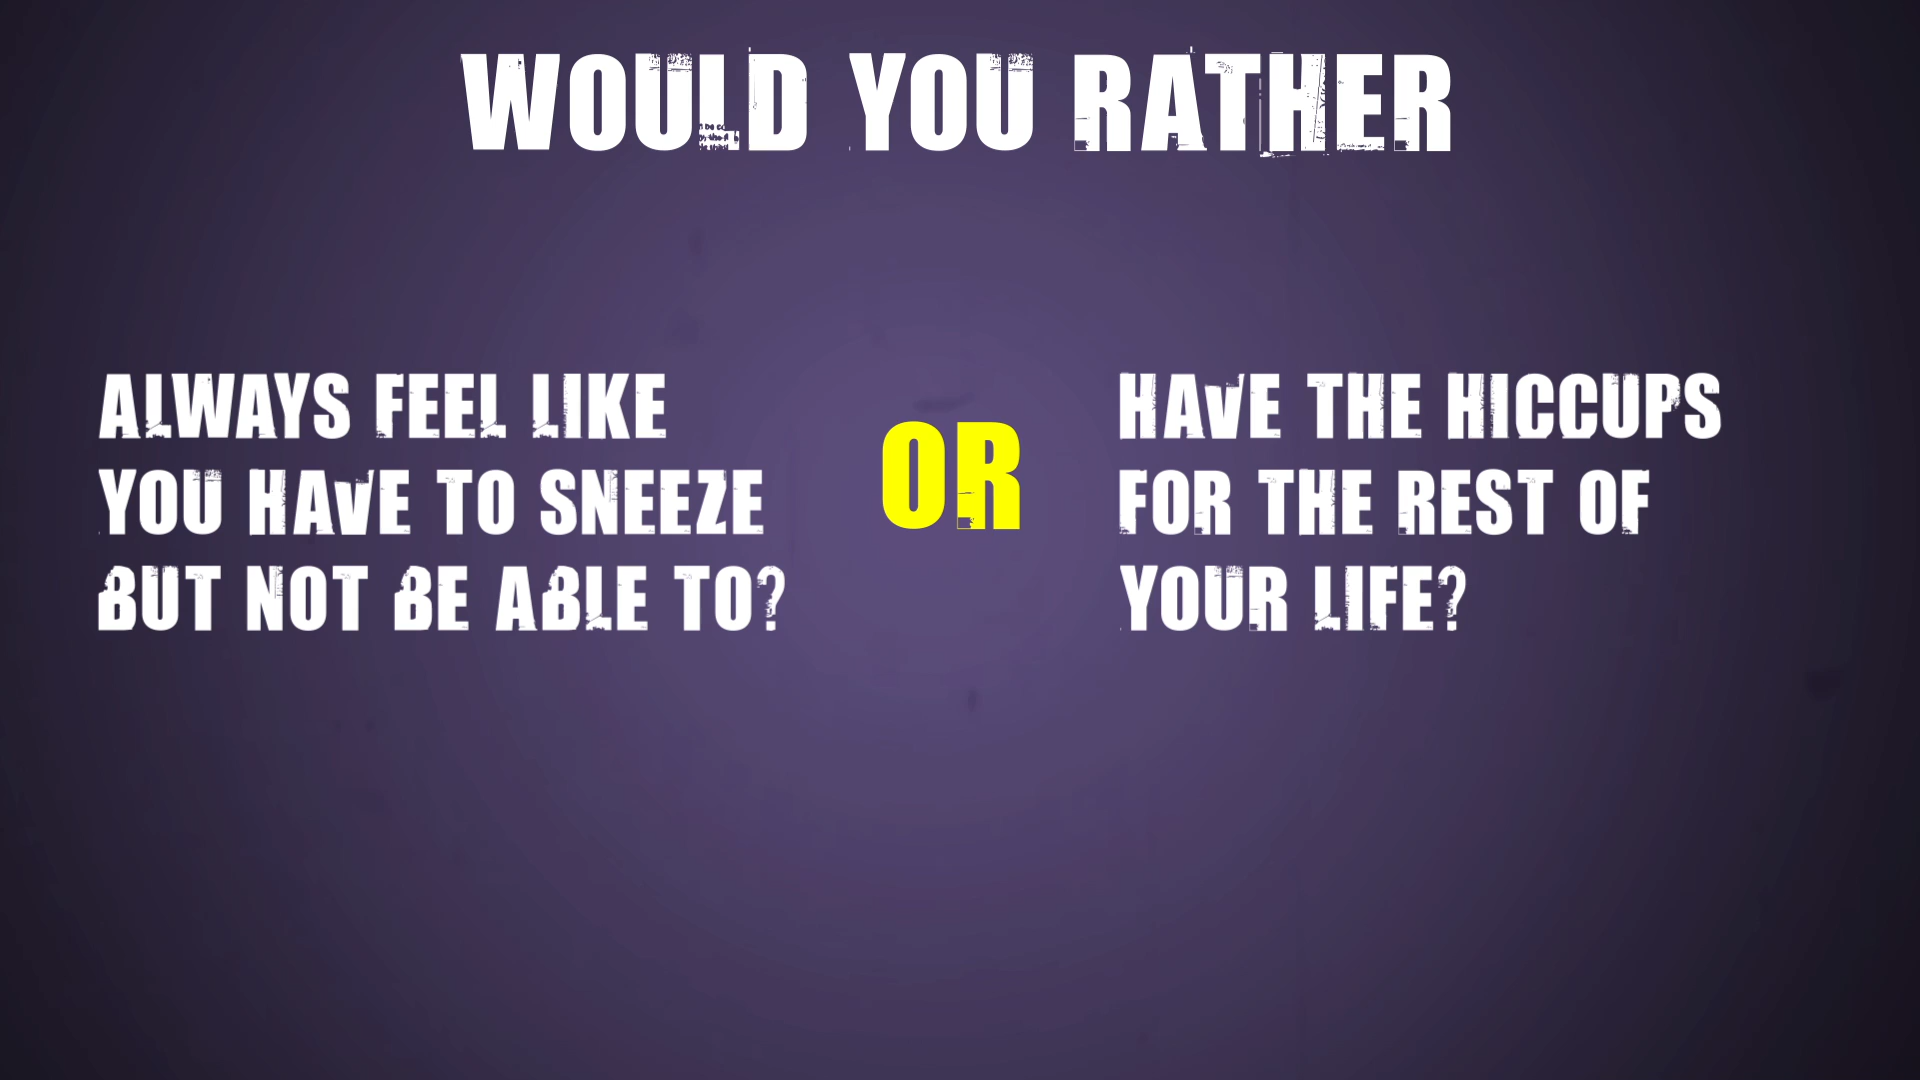 WOULD YOU RATHER
ALWAYS FEEL LIKE
YOU HAVE TO SNEEZE
BUT NOT BE ABLE TO?
OR
HAVE THE HICCUPS
FOR THE REST OF
YOUR LIFE?